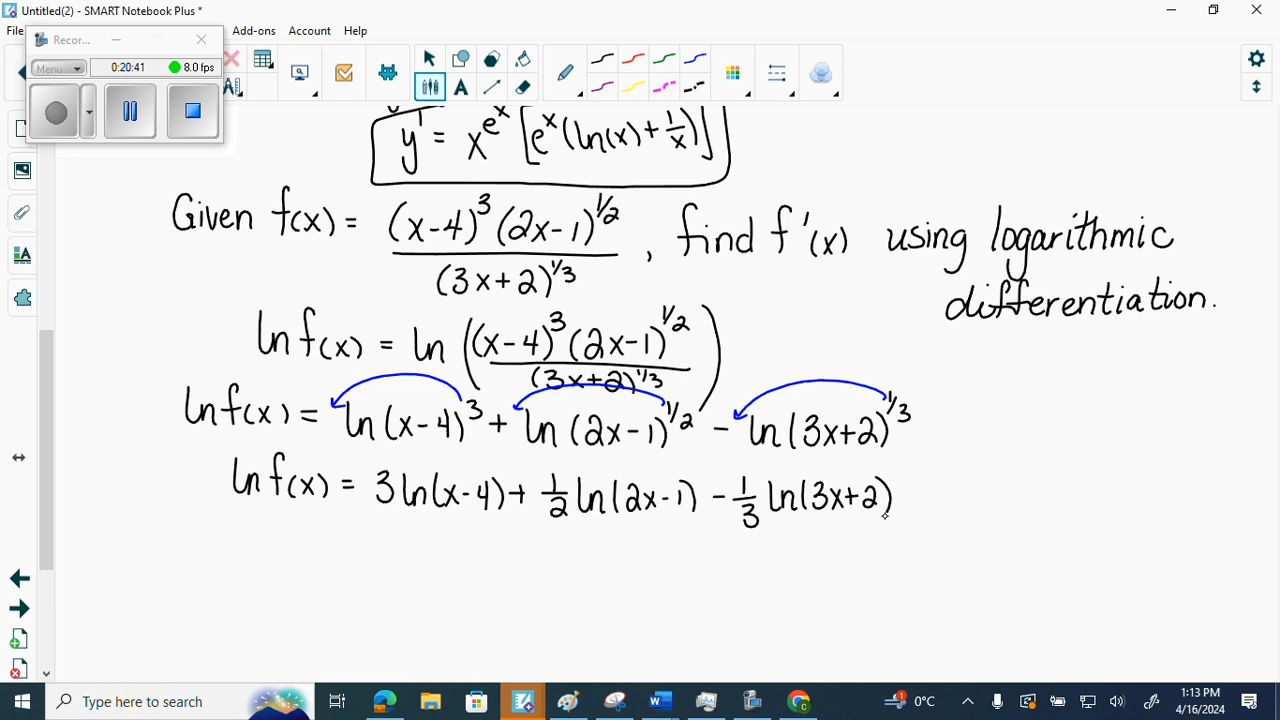 Untitled(2) - SMART Notebook Plus *
File Add-ons Account Help
Recor...
Menu 0:20:41 8.0 fps
y' = x^{e^x} [e^x (ln(x) + 1/x)]
Given f(x) = (x-4)^3 (2x-1)^{1/2} / (3x+2)^{1/3} , find f'(x) using logarithmic
differentiation.
ln f(x) = ln ( (x-4)^3 (2x-1)^{1/2} / (3x+2)^{1/3} )
ln f(x) = ln(x-4)^3 + ln(2x-1)^{1/2} - ln(3x+2)^{1/3}
ln f(x) = 3 ln(x-4) + 1/2 ln(2x-1) - 1/3 ln(3x+2)
Type here to search
0°C
1:13 PM
4/16/2024